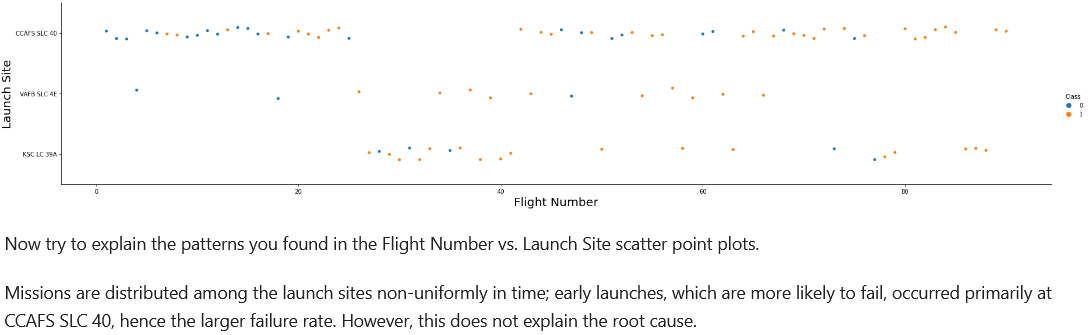 CCAFS SLC 40
VAFB SLC 4E
KSC LC 39A
Launch Site
0 20 40 60 80
Flight Number
Class
0
1
Now try to explain the patterns you found in the Flight Number vs. Launch Site scatter point plots.
Missions are distributed among the launch sites non-uniformly in time; early launches, which are more likely to fail, occurred primarily at
CCAFS SLC 40, hence the larger failure rate. However, this does not explain the root cause.